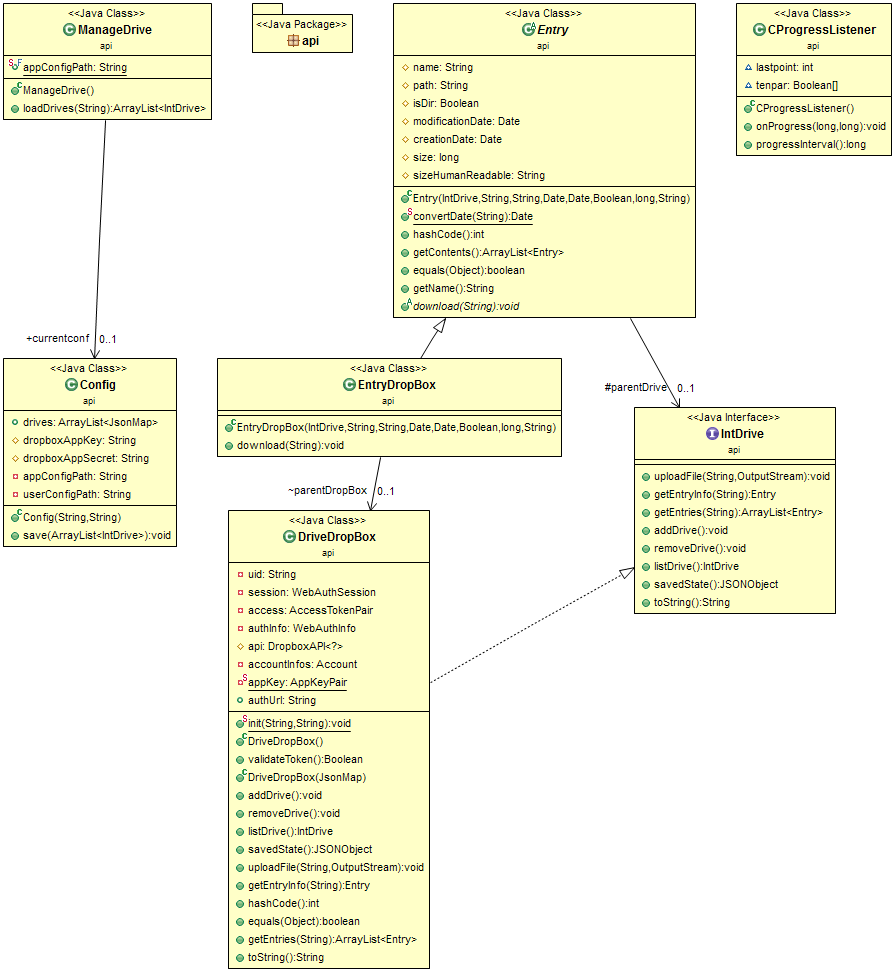 <<Java Class>>
ManageDrive
api
appConfigPath: String
ManageDrive()
loadDrives(String):ArrayList<IntDrive>
<<Java Package>>
api
<<Java Class>>
Entry
api
name: String
path: String
isDir: Boolean
modificationDate: Date
creationDate: Date
size: long
sizeHumanReadable: String
Entry(IntDrive,String,String,Date,Date,Boolean,long,String)
convertDate(String):Date
hashCode():int
getContents():ArrayList<Entry>
equals(Object):boolean
getName():String
download(String):void
<<Java Class>>
CProgressListener
api
lastpoint: int
tenpar: Boolean[]
CProgressListener()
onProgress(long,long):void
progressInterval():long
+currentconf 0..1
<<Java Class>>
Config
api
drives: ArrayList<JsonMap>
dropboxAppKey: String
dropboxAppSecret: String
appConfigPath: String
userConfigPath: String
Config(String,String)
save(ArrayList<IntDrive>):void
<<Java Class>>
EntryDropBox
api
EntryDropBox(IntDrive,String,String,Date,Date,Boolean,long,String)
download(String):void
#parentDrive 0..1
<<Java Interface>>
IntDrive
api
uploadFile(String,OutputStream):void
getEntryInfo(String):Entry
getEntries(String):ArrayList<Entry>
addDrive():void
removeDrive():void
listDrive():IntDrive
savedState():JSONObject
toString():String
~parentDropBox 0..1
<<Java Class>>
DriveDropBox
api
uid: String
session: WebAuthSession
access: AccessTokenPair
authInfo: WebAuthInfo
api: DropboxAPI<?>
accountInfos: Account
appKey: AppKeyPair
authUrl: String
init(String,String):void
DriveDropBox()
validateToken():Boolean
DriveDropBox(JsonMap)
addDrive():void
removeDrive():void
listDrive():IntDrive
savedState():JSONObject
uploadFile(String,OutputStream):void
getEntryInfo(String):Entry
hashCode():int
equals(Object):boolean
getEntries(String):ArrayList<Entry>
toString():String